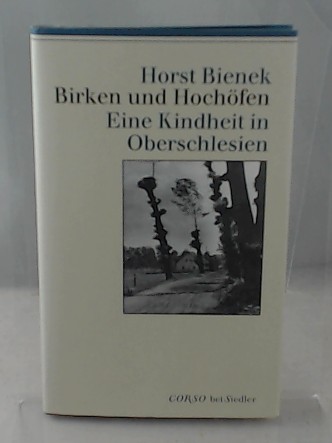 Horst Bienek
Birken und Hochöfen
Eine Kindheit in
Oberschlesien
CORSO bei Siedler